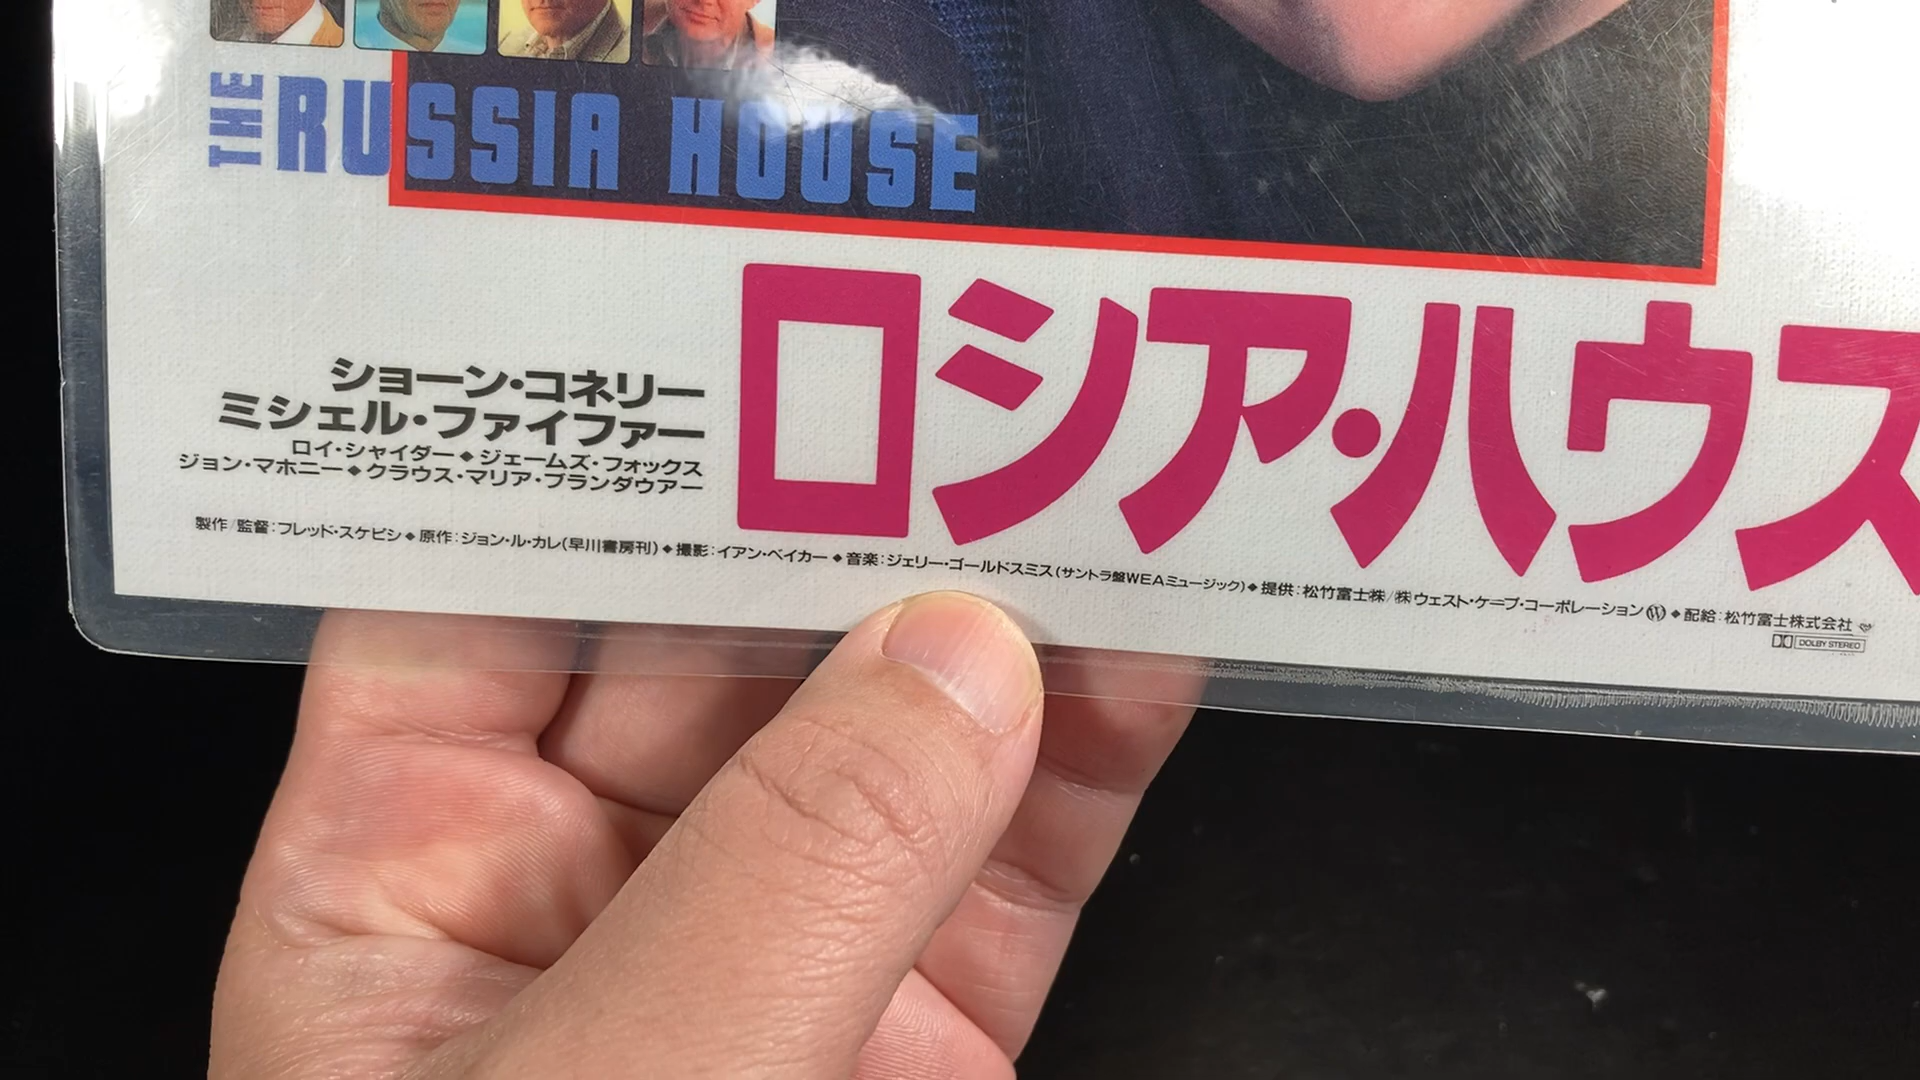 THE RUSSIA HOUSE
ロシア・ハウス
ショーン・コネリー
ミシェル・ファイファー
ロイ・シャイダー◆ジェームズ・フォックス
ジョン・マホニー◆クラウス・マリア・ブランダウアー
製作/監督:フレッド・スケピシ◆原作:ジョン・ル・カレ(早川書房刊)◆撮影:イアン・ベイカー◆音楽:ジェリー・ゴールドスミス(サントラ盤WEAミュージック)◆提供:松竹富士㈱/㈱ウェスト・ケープ・コーポレーションⓌ◆配給:松竹富士株式会社
DOLBY STEREO